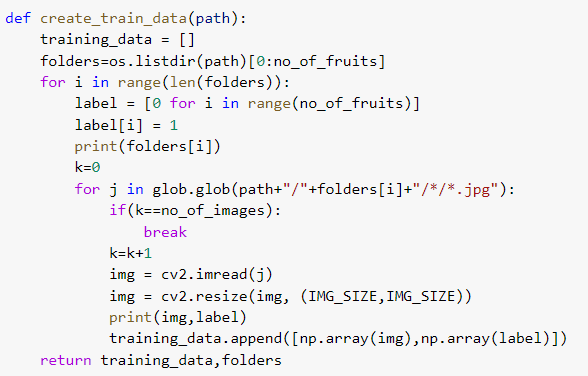 def create_train_data(path):
    training_data = []
    folders=os.listdir(path)[0:no_of_fruits]
    for i in range(len(folders)):
        label = [0 for i in range(no_of_fruits)]
        label[i] = 1
        print(folders[i])
        k=0
        for j in glob.glob(path+"/"+folders[i]+"/*/*.jpg"):
            if(k==no_of_images):
                break
            k=k+1
            img = cv2.imread(j)
            img = cv2.resize(img, (IMG_SIZE,IMG_SIZE))
            print(img,label)
            training_data.append([np.array(img),np.array(label)])
    return training_data,folders